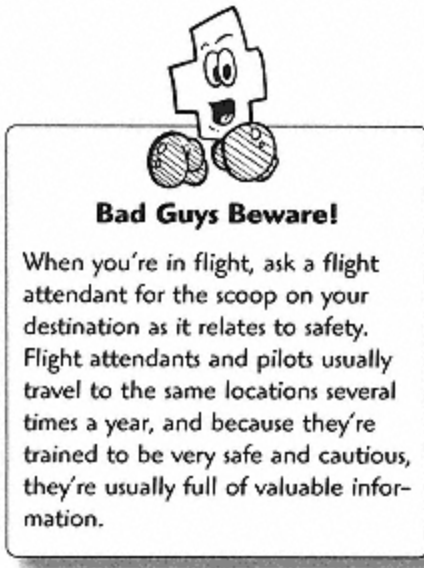 Bad Guys Beware!
When you're in flight, ask a flight
attendant for the scoop on your
destination as it relates to safety.
Flight attendants and pilots usually
travel to the same locations several
times a year, and because they're
trained to be very safe and cautious,
they're usually full of valuable infor-
mation.